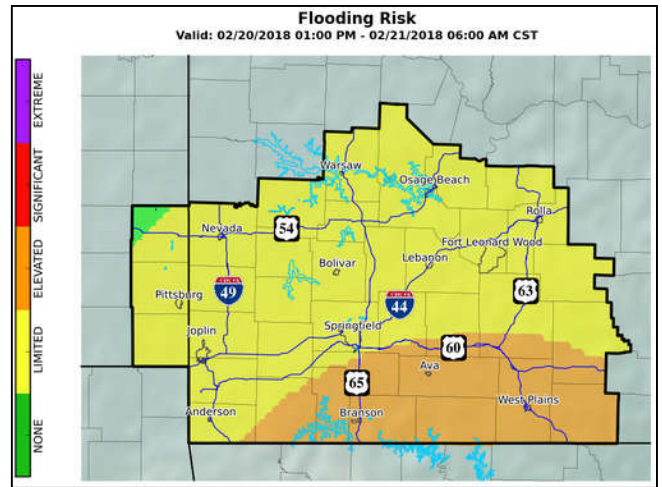 Flooding Risk
Valid: 02/20/2018 01:00 PM - 02/21/2018 06:00 AM CST
EXTREME
SIGNIFICANT
ELEVATED
LIMITED
NONE
Warsaw
Osage Beach
Rolla
Nevada
54
Fort Leonard Wood
Bolivar
Lebanon
Pittsburg
49
44
63
Joplin
Springfield
60
Ava
65
Anderson
Branson
West Plains